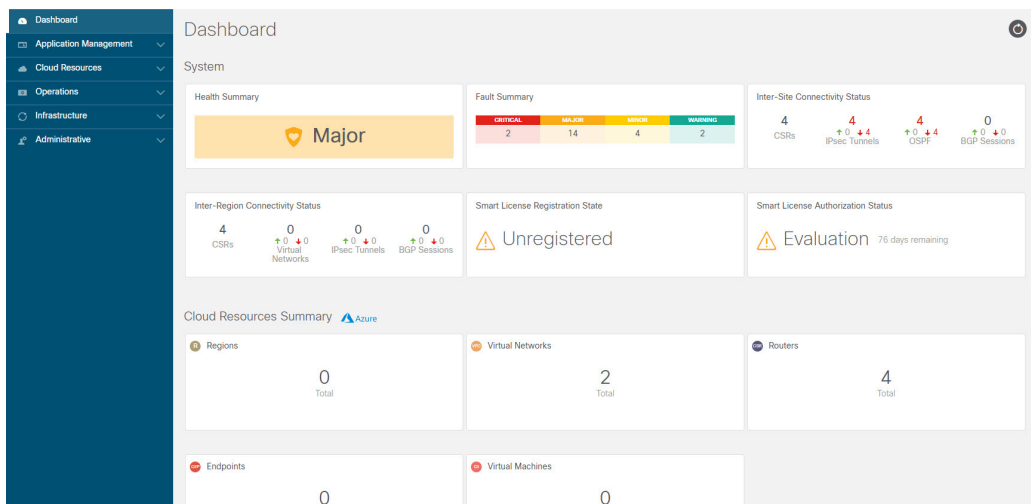 Dashboard
Application Management
Cloud Resources
Operations
Infrastructure
Administrative
Dashboard
System
Health Summary
Major
Fault Summary
CRITICAL MAJOR MINOR WARNING
2 14 4 2
Inter-Site Connectivity Status
4 4 4 0
CSRs ↑ 0 ↓ 4 ↑ 0 ↓ 4 ↑ 0 ↓ 0
IPsec Tunnels OSPF BGP Sessions
Inter-Region Connectivity Status
4 0 0 0
CSRs ↑ 0 ↓ 0 ↑ 0 ↓ 0 ↑ 0 ↓ 0
Virtual IPsec Tunnels BGP Sessions
Networks
Smart License Registration State
Unregistered
Smart License Authorization Status
Evaluation 76 days remaining
Cloud Resources Summary Azure
R Regions
0
Total
VPC Virtual Networks
2
Total
CSR Routers
4
Total
CEP Endpoints
0
CI Virtual Machines
0